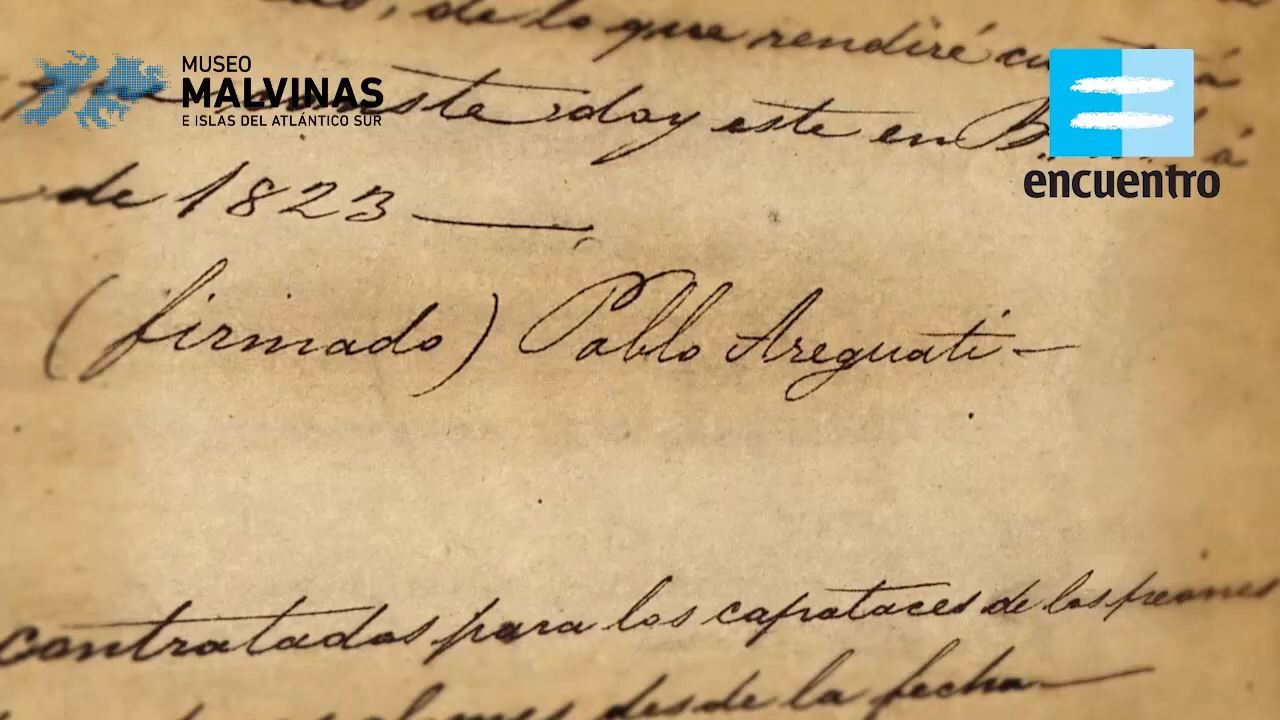 de lo que rendiré
MUSEO
MALVINAS
E ISLAS DEL ATLÁNTICO SUR
encuentro
doy este en
de 1823
(firmado) Pablo Areguati
contratados para los capataces de los peones
desde la fecha